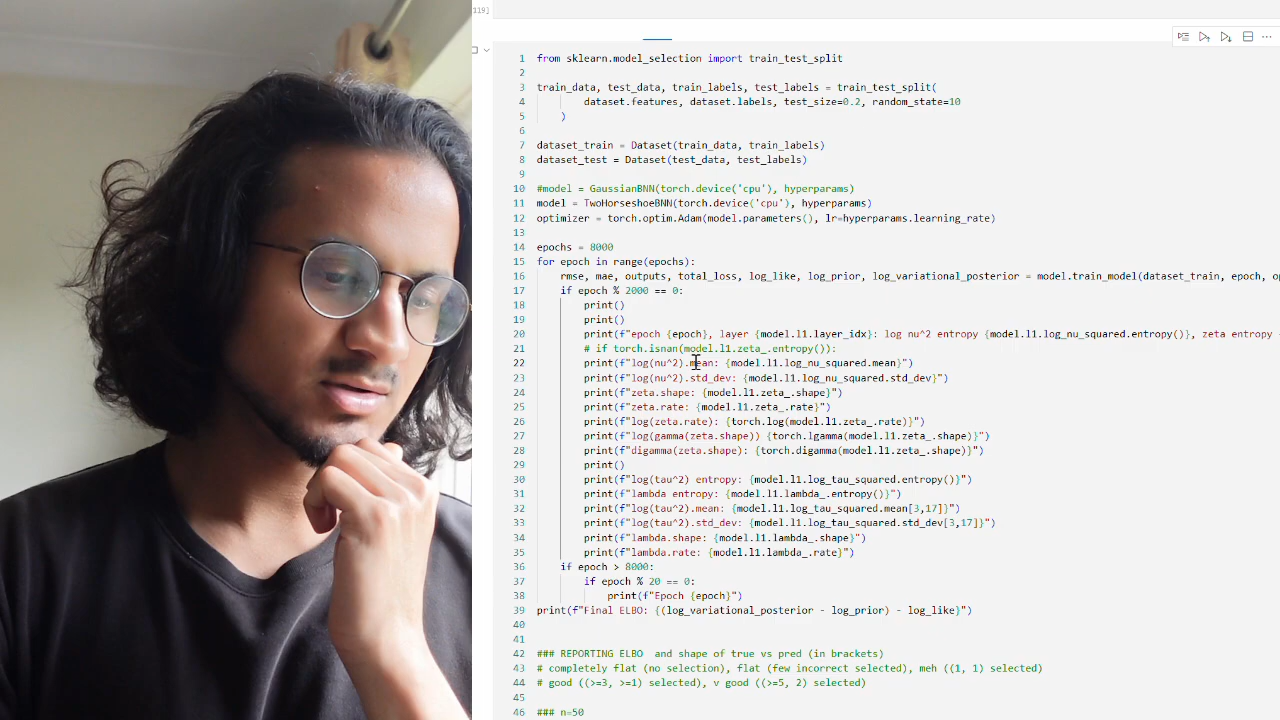 119]
1 from sklearn.model_selection import train_test_split
2
3 train_data, test_data, train_labels, test_labels = train_test_split(
4 dataset.features, dataset.labels, test_size=0.2, random_state=10
5 )
6
7 dataset_train = Dataset(train_data, train_labels)
8 dataset_test = Dataset(test_data, test_labels)
9
10 #model = GaussianBNN(torch.device('cpu'), hyperparams)
11 model = TwoHorseshoeBNN(torch.device('cpu'), hyperparams)
12 optimizer = torch.optim.Adam(model.parameters(), lr=hyperparams.learning_rate)
13
14 epochs = 8000
15 for epoch in range(epochs):
16 rmse, mae, outputs, total_loss, log_like, log_prior, log_variational_posterior = model.train_model(dataset_train, epoch, op
17 if epoch % 2000 == 0:
18 print()
19 print()
20 print(f"epoch {epoch}, layer {model.l1.layer_idx}: log nu^2 entropy {model.l1.log_nu_squared.entropy()}, zeta entropy
21 # if torch.isnan(model.l1.zeta_.entropy()):
22 print(f"log(nu^2).mean: {model.l1.log_nu_squared.mean}")
23 print(f"log(nu^2).std_dev: {model.l1.log_nu_squared.std_dev}")
24 print(f"zeta.shape: {model.l1.zeta_.shape}")
25 print(f"zeta.rate: {model.l1.zeta_.rate}")
26 print(f"log(zeta.rate): {torch.log(model.l1.zeta_.rate)}")
27 print(f"log(gamma(zeta.shape)) {torch.lgamma(model.l1.zeta_.shape)}")
28 print(f"digamma(zeta.shape): {torch.digamma(model.l1.zeta_.shape)}")
29 print()
30 print(f"log(tau^2) entropy: {model.l1.log_tau_squared.entropy()}")
31 print(f"lambda entropy: {model.l1.lambda_.entropy()}")
32 print(f"log(tau^2).mean: {model.l1.log_tau_squared.mean[3,17]}")
33 print(f"log(tau^2).std_dev: {model.l1.log_tau_squared.std_dev[3,17]}")
34 print(f"lambda.shape: {model.l1.lambda_.shape}")
35 print(f"lambda.rate: {model.l1.lambda_.rate}")
36 if epoch > 8000:
37 if epoch % 20 == 0:
38 print(f"Epoch {epoch}")
39 print(f"Final ELBO: {(log_variational_posterior - log_prior) - log_like}")
40
41
42 ### REPORTING ELBO and shape of true vs pred (in brackets)
43 # completely flat (no selection), flat (few incorrect selected), meh ((1, 1) selected)
44 # good ((>=3, >=1) selected), v good ((>=5, 2) selected)
45
46 ### n=50